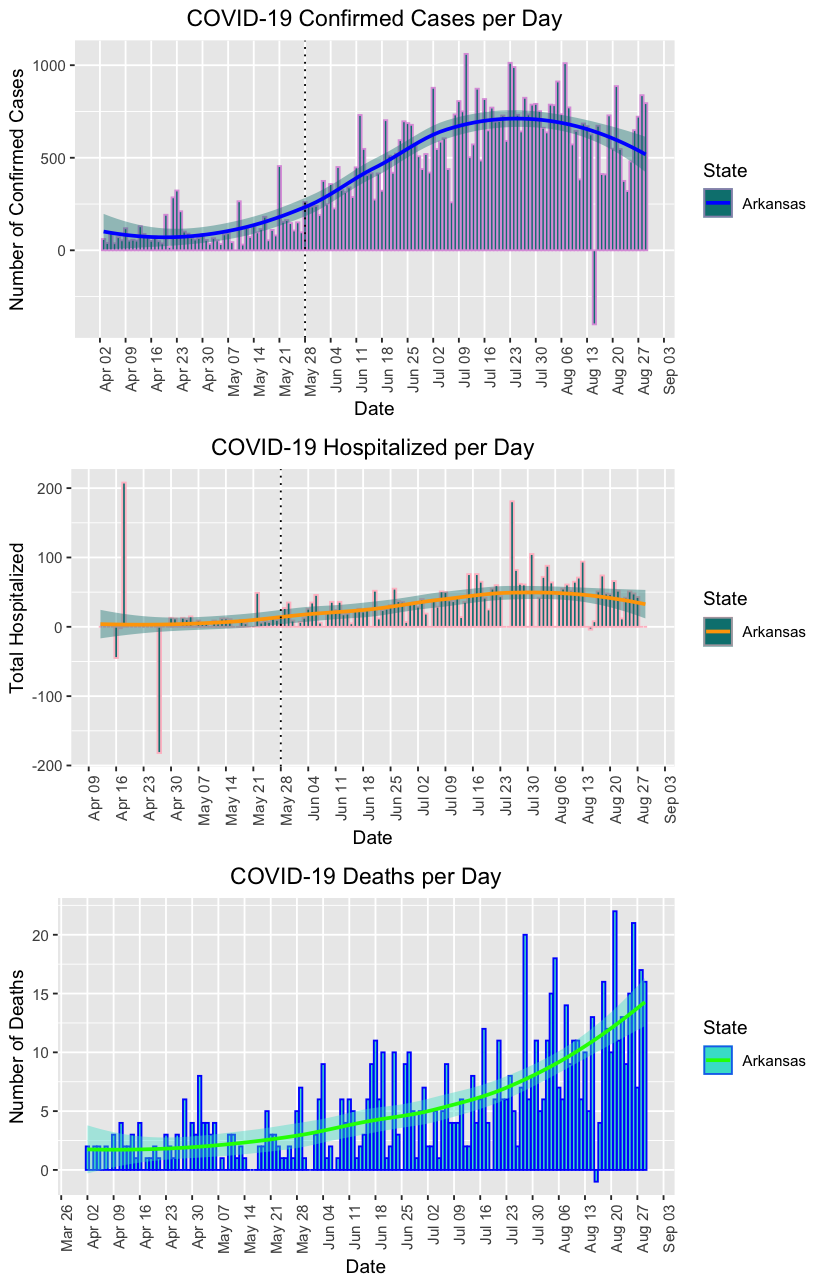 COVID-19 Confirmed Cases per Day
Number of Confirmed Cases
1000
500
0
Apr 02 Apr 09 Apr 16 Apr 23 Apr 30 May 07 May 14 May 21 May 28 Jun 04 Jun 11 Jun 18 Jun 25 Jul 02 Jul 09 Jul 16 Jul 23 Jul 30 Aug 06 Aug 13 Aug 20 Aug 27 Sep 03
Date
State
Arkansas
COVID-19 Hospitalized per Day
Total Hospitalized
200
100
0
-100
-200
Apr 09 Apr 16 Apr 23 Apr 30 May 07 May 14 May 21 May 28 Jun 04 Jun 11 Jun 18 Jun 25 Jul 02 Jul 09 Jul 16 Jul 23 Jul 30 Aug 06 Aug 13 Aug 20 Aug 27 Sep 03
Date
State
Arkansas
COVID-19 Deaths per Day
Number of Deaths
20
15
10
5
0
Mar 26 Apr 02 Apr 09 Apr 16 Apr 23 Apr 30 May 07 May 14 May 21 May 28 Jun 04 Jun 11 Jun 18 Jun 25 Jul 02 Jul 09 Jul 16 Jul 23 Jul 30 Aug 06 Aug 13 Aug 20 Aug 27 Sep 03
Date
State
Arkansas